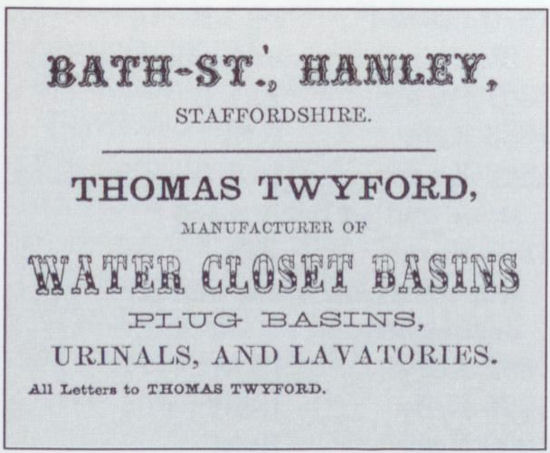 BATH-ST., HANLEY,
STAFFORDSHIRE.
THOMAS TWYFORD,
MANUFACTURER OF
WATER CLOSET BASINS
PLUG BASINS,
URINALS, AND LAVATORIES.
All Letters to THOMAS TWYFORD.